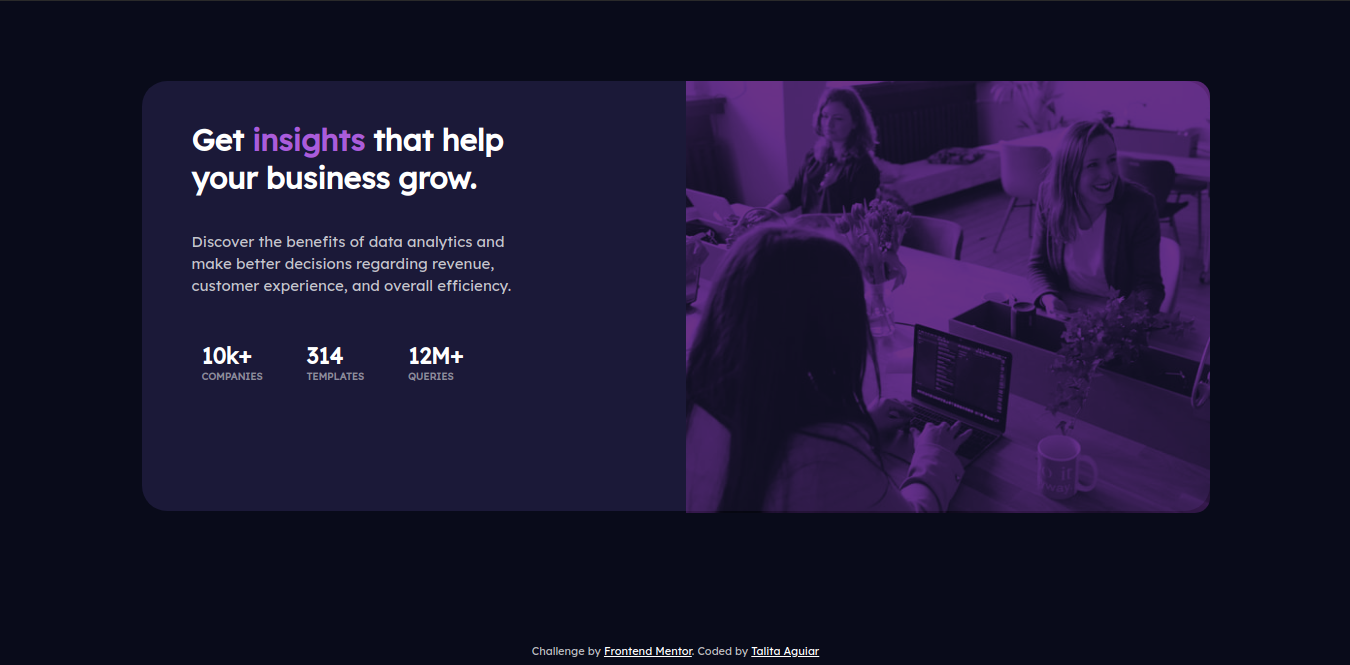 Get insights that help
your business grow.
Discover the benefits of data analytics and
make better decisions regarding revenue,
customer experience, and overall efficiency.
10k+ 314 12M+
COMPANIES TEMPLATES QUERIES
Challenge by Frontend Mentor. Coded by Talita Aguiar